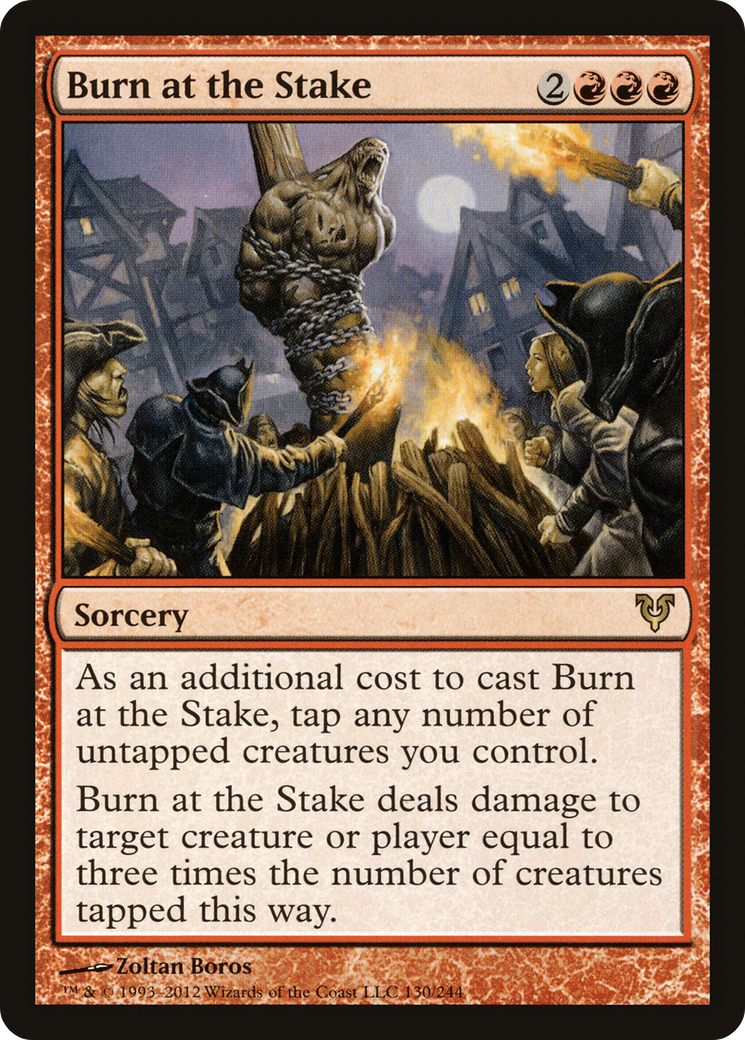 Burn at the Stake 2
Sorcery
As an additional cost to cast Burn
at the Stake, tap any number of
untapped creatures you control.
Burn at the Stake deals damage to
target creature or player equal to
three times the number of creatures
tapped this way.
Zoltan Boros
™ & © 1993–2012 Wizards of the Coast LLC 130/244